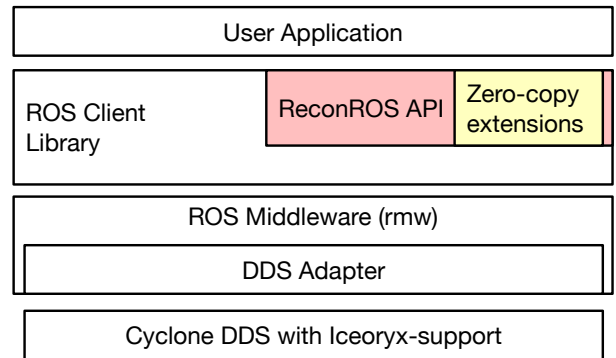 User Application
ROS Client
Library
ReconROS API
Zero-copy
extensions
ROS Middleware (rmw)
DDS Adapter
Cyclone DDS with Iceoryx-support